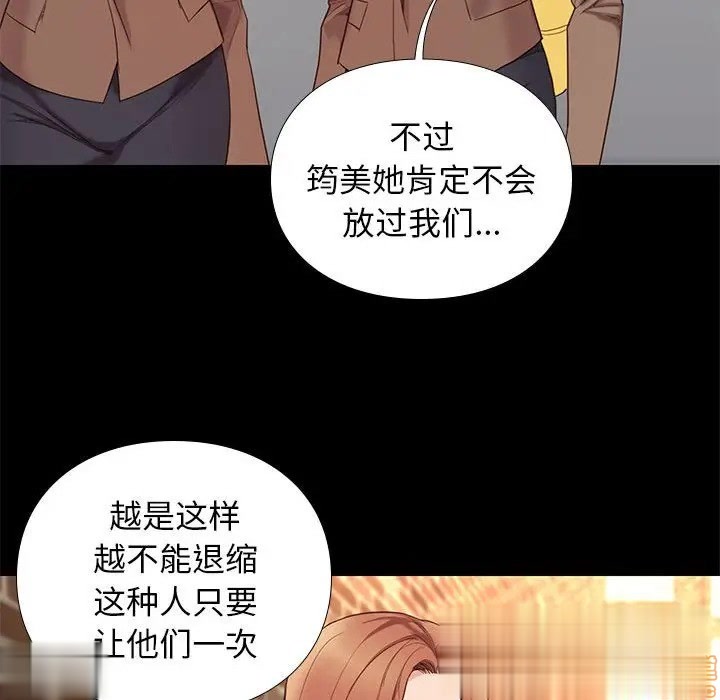 不过
筠美她肯定不会
放过我们...
越是这样
越不能退缩
这种人只要
让他们一次